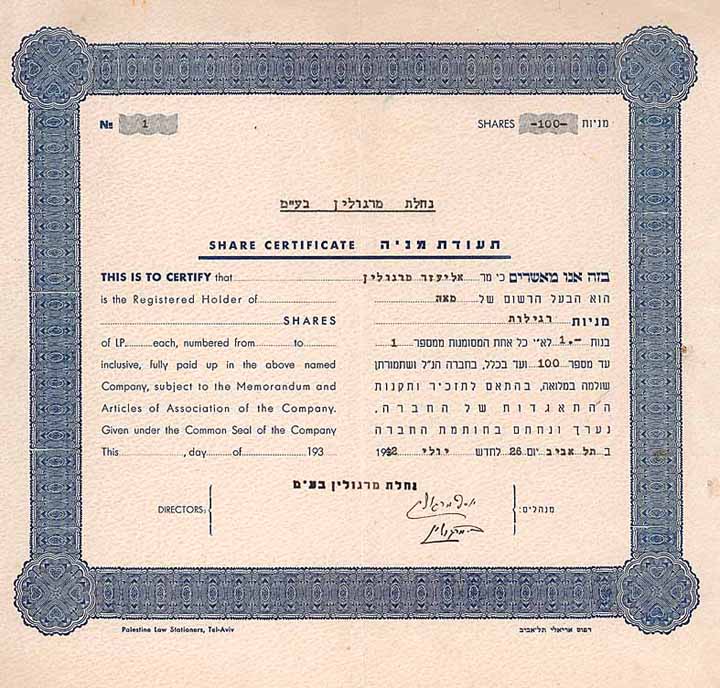 № 1
SHARES -100- מניות
נחלת מרגולין בע"מ
SHARE CERTIFICATE תעודת מניה
THIS IS TO CERTIFY that
is the Registered Holder of
SHARES
of LP. each, numbered from to
inclusive, fully paid up in the above named
Company, subject to the Memorandum and
Articles of Association of the Company.
Given under the Common Seal of the Company
This , day of 193
בזה אנו מאשרים כי מר אליעזר מרגולין
הוא הבעל הרשום של מאה
מניות רגילות
בנות 1.- לא"י כל אחת המסומנות ממספר 1
עד מספר 100 ועד בכלל, בחברה הנ"ל ושתמורתן
שולמה במלואה, בהתאם לתזכיר ותקנות
ההתאגדות של החברה.
נערך ונחתם בחותמת החברה
ב תל אביב יום 26 לחדש יולי 1942
נחלת מרגולין בע"מ
DIRECTORS:
מנהלים:
Palestine Law Stationers, Tel-Aviv
דפוס אריאלי תל-אביב